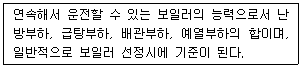 연속해서 운전할 수 있는 보일러의 능력으로서 난
방부하, 급탕부하, 배관부하, 예열부하의 합이며,
일반적으로 보일러 선정시에 기준이 된다.